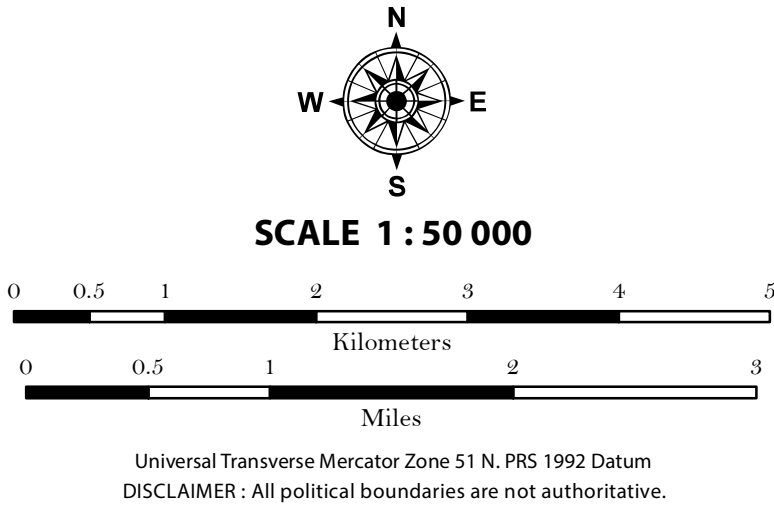 N
W E
S
SCALE 1 : 50 000
0 0.5 1 2 3 4 5
Kilometers
0 0.5 1 2 3
Miles
Universal Transverse Mercator Zone 51 N. PRS 1992 Datum
DISCLAIMER : All political boundaries are not authoritative.